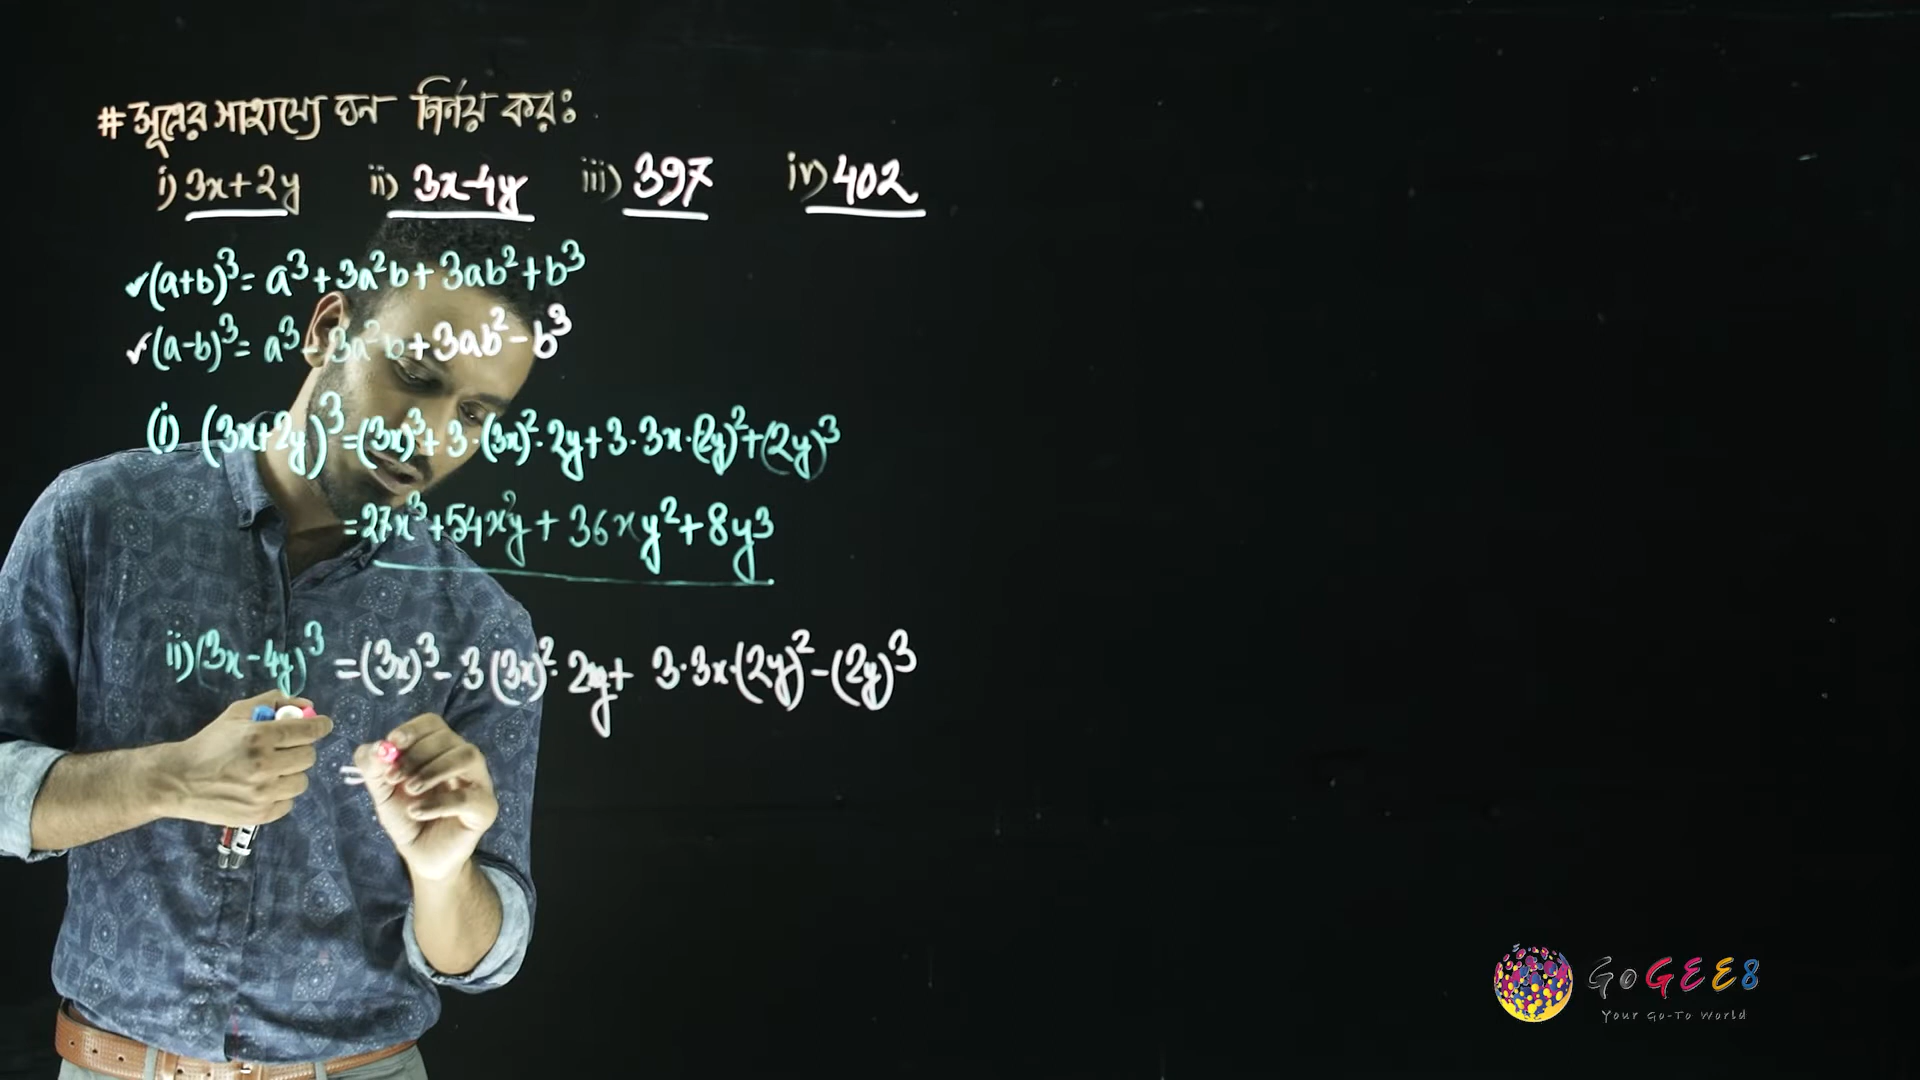 # সূত্রের সাহায্যে ঘন নির্ণয় করঃ
i) 3x+2y ii) 3x-4y iii) 397 iv) 402
✓(a+b)³= a³+3a²b+3ab²+b³
✓(a-b)³= a³-3a²b+3ab²-b³
(i) (3x+2y)³=(3x)³+3·(3x)²·2y+3·3x·(2y)²+(2y)³
=27x³+54x²y+36xy²+8y³
ii)(3x-4y)³=(3x)³-3(3x)²·2y+ 3·3x·(2y)²-(2y)³
=
GoGEE8
Your Go-To World